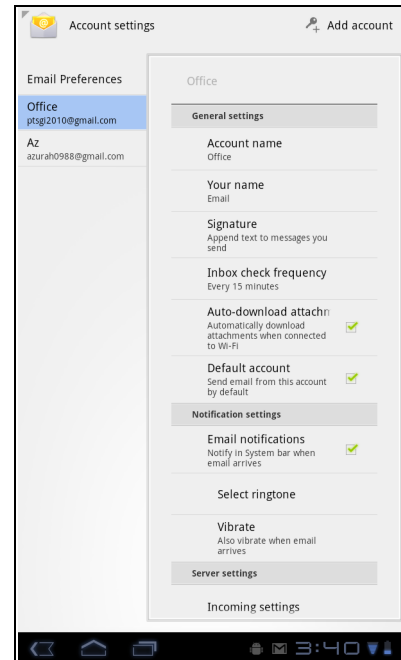 Account settings
Add account
Email Preferences
Office
ptsgi2010@gmail.com
Az
azurah0988@gmail.com
Office
General settings
Account name
Office
Your name
Email
Signature
Append text to messages you
send
Inbox check frequency
Every 15 minutes
Auto-download attachm
Automatically download
attachments when connected
to Wi-Fi
Default account
Send email from this account
by default
Notification settings
Email notifications
Notify in System bar when
email arrives
Select ringtone
Vibrate
Also vibrate when email
arrives
Server settings
Incoming settings
3:40